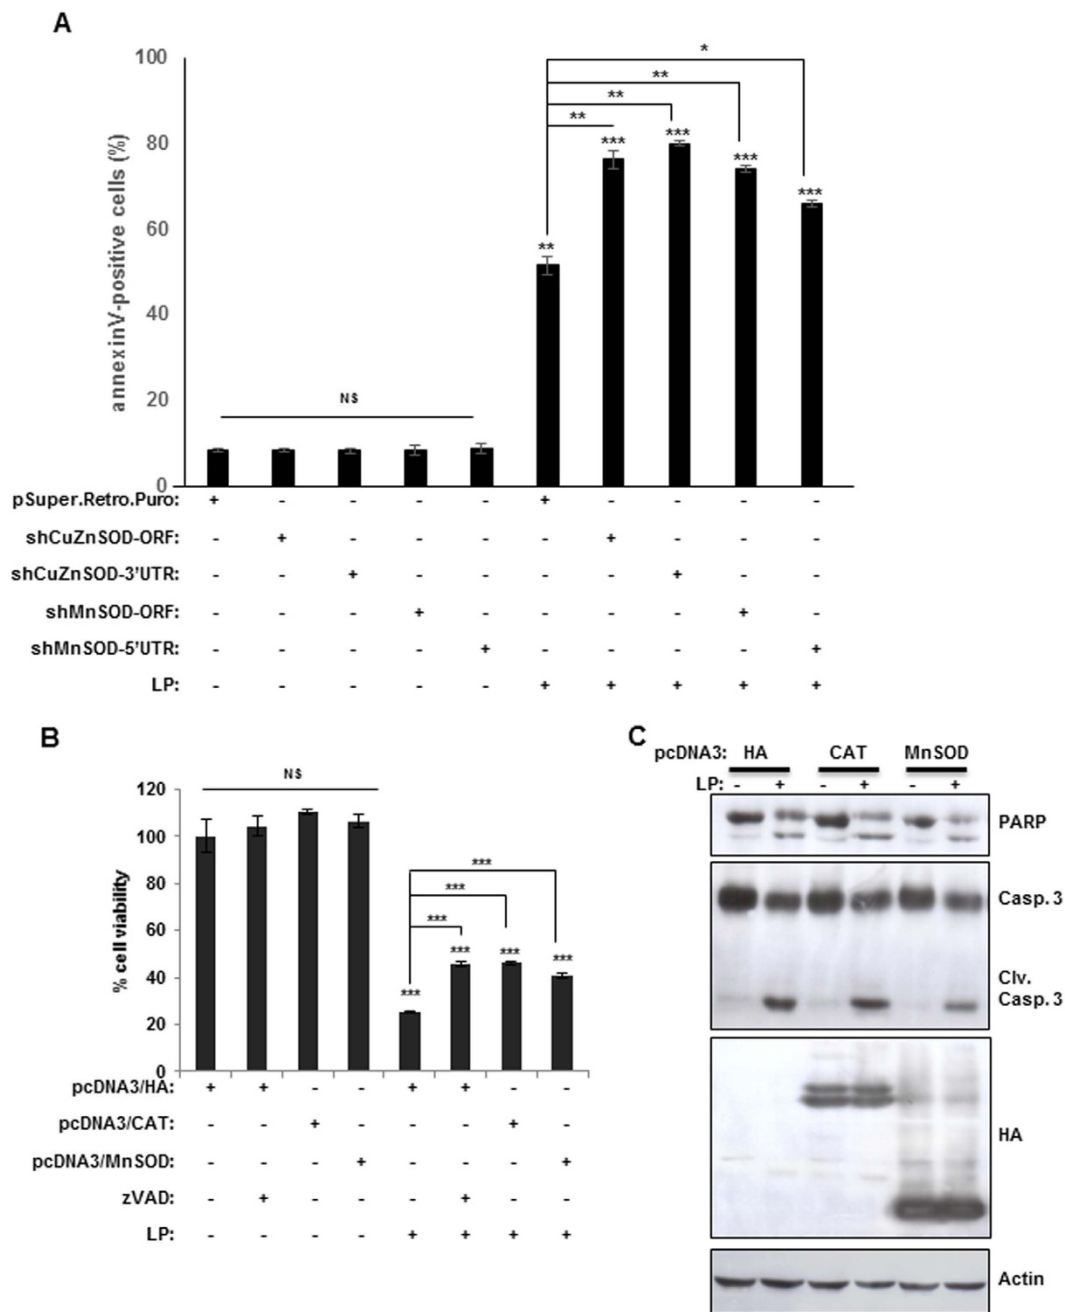 A
100
80
60
40
20
0
annexinV-positive cells (%)
NS
*
**
**
**
*** *** *** ***
**
pSuper.Retro.Puro: + - - - - + - - - -
shCuZnSOD-ORF: - + - - - - + - - -
shCuZnSOD-3'UTR: - - + - - - - + - -
shMnSOD-ORF: - - - + - - - - + -
shMnSOD-5'UTR: - - - - + - - - - +
LP: - - - - - + + + + +
B
120
100
80
60
40
20
0
% cell viability
NS
***
***
***
*** *** *** ***
pcDNA3/HA: + + - - + + - -
pcDNA3/CAT: - - + - - - + -
pcDNA3/MnSOD: - - - + - - - +
zVAD: - + - - - + - -
LP: - - - - + + + +
C
pcDNA3: HA CAT MnSOD
LP: - + - + - +
PARP
Casp. 3
Clv.
Casp. 3
HA
Actin